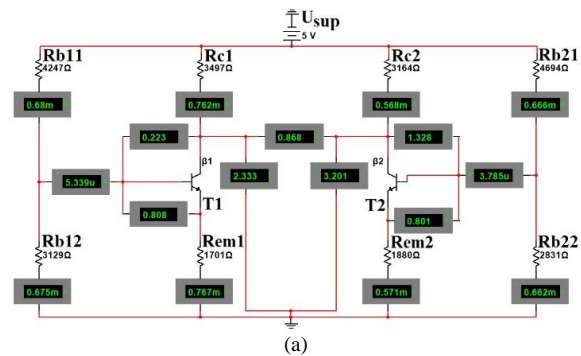 U_sup
5 V
Rb11
4247Ω
Rc1
3497Ω
Rc2
3164Ω
Rb21
4694Ω
0.68m
0.762m
0.568m
0.666m
0.223
0.868
1.328
β1
β2
5.339u
2.333
3.201
3.785u
T1
T2
0.808
0.801
Rb12
3129Ω
Rem1
1701Ω
Rem2
1880Ω
Rb22
2831Ω
0.675m
0.767m
0.571m
0.662m
(a)